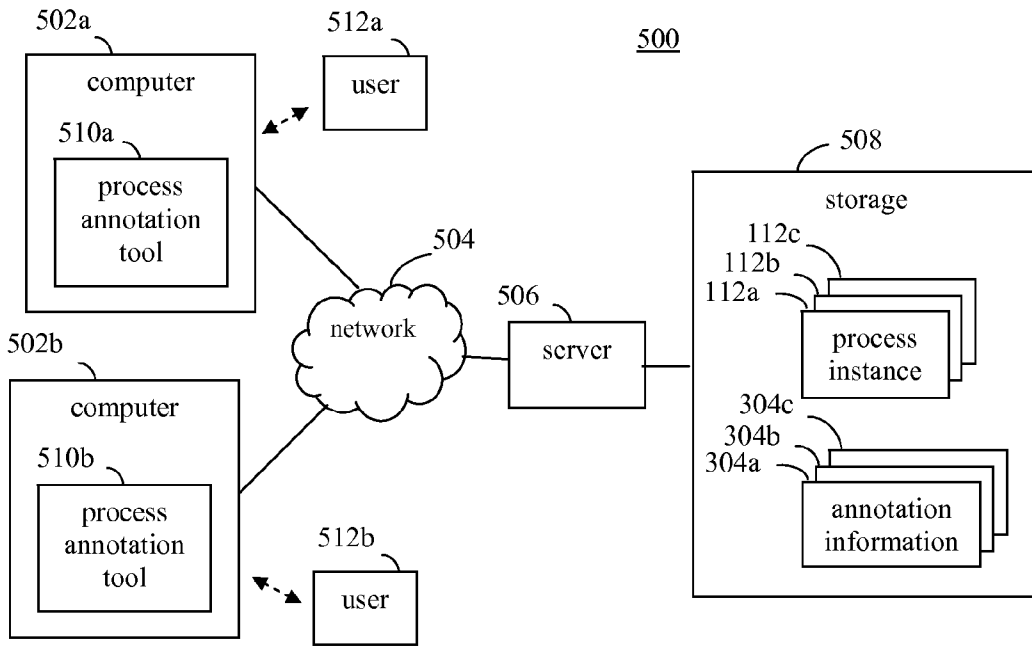 502a
computer
510a
process
annotation
tool
512a
user
500
508
storage
112c
112b
112a
process
instance
304c
304b
304a
annotation
information
504
network
506
server
502b
computer
510b
process
annotation
tool
512b
user